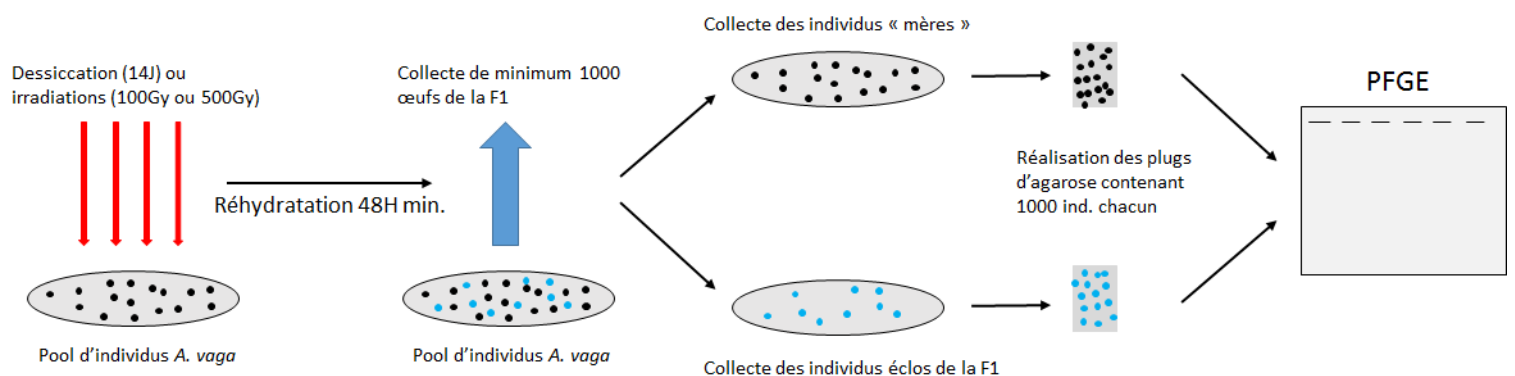 Dessiccation (14J) ou
irradiations (100Gy ou 500Gy)
Réhydratation 48H min.
Pool d'individus A. vaga
Collecte de minimum 1000
œufs de la F1
Pool d'individus A. vaga
Collecte des individus « mères »
Réalisation des plugs
d'agarose contenant
1000 ind. chacun
Collecte des individus éclos de la F1
PFGE